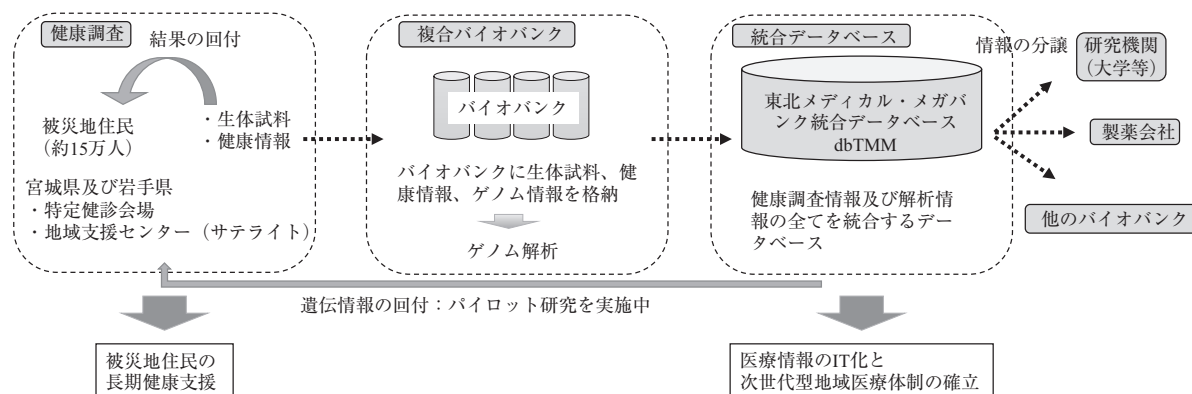 健康調査
結果の回付
被災地住民
（約15万人）
・生体試料
・健康情報
宮城県及び岩手県
・特定健診会場
・地域支援センター（サテライト）
複合バイオバンク
バイオバンク
バイオバンクに生体試料、健
康情報、ゲノム情報を格納
ゲノム解析
統合データベース
東北メディカル・メガバ
ンク統合データベース
dbTMM
健康調査情報及び解析情
報の全てを統合するデー
タベース
情報の分譲
研究機関
（大学等）
製薬会社
他のバイオバンク
遺伝情報の回付：パイロット研究を実施中
被災地住民の
長期健康支援
医療情報のIT化と
次世代型地域医療体制の確立